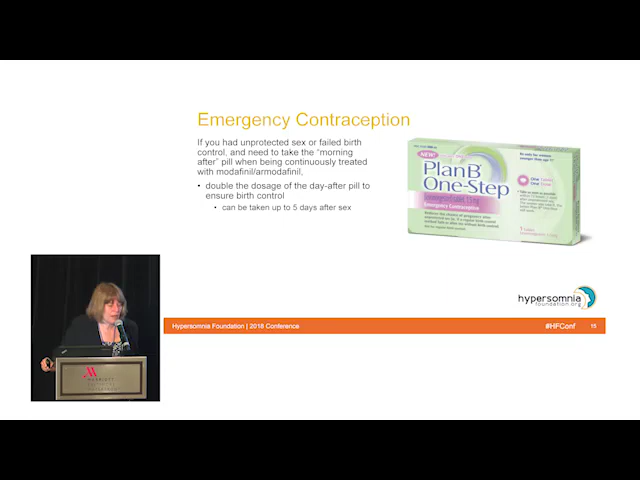 Emergency Contraception
If you had unprotected sex or failed birth
control, and need to take the “morning
after” pill when being continuously treated
with modafinil/armodafinil,
• double the dosage of the day-after pill to
ensure birth control
• can be taken up to 5 days after sex
NEW
Plan B
One-Step
Emergency Contraceptive
hypersomnia
foundation.org
Hypersomnia Foundation | 2018 Conference
#HFConf
15
MARRIOTT